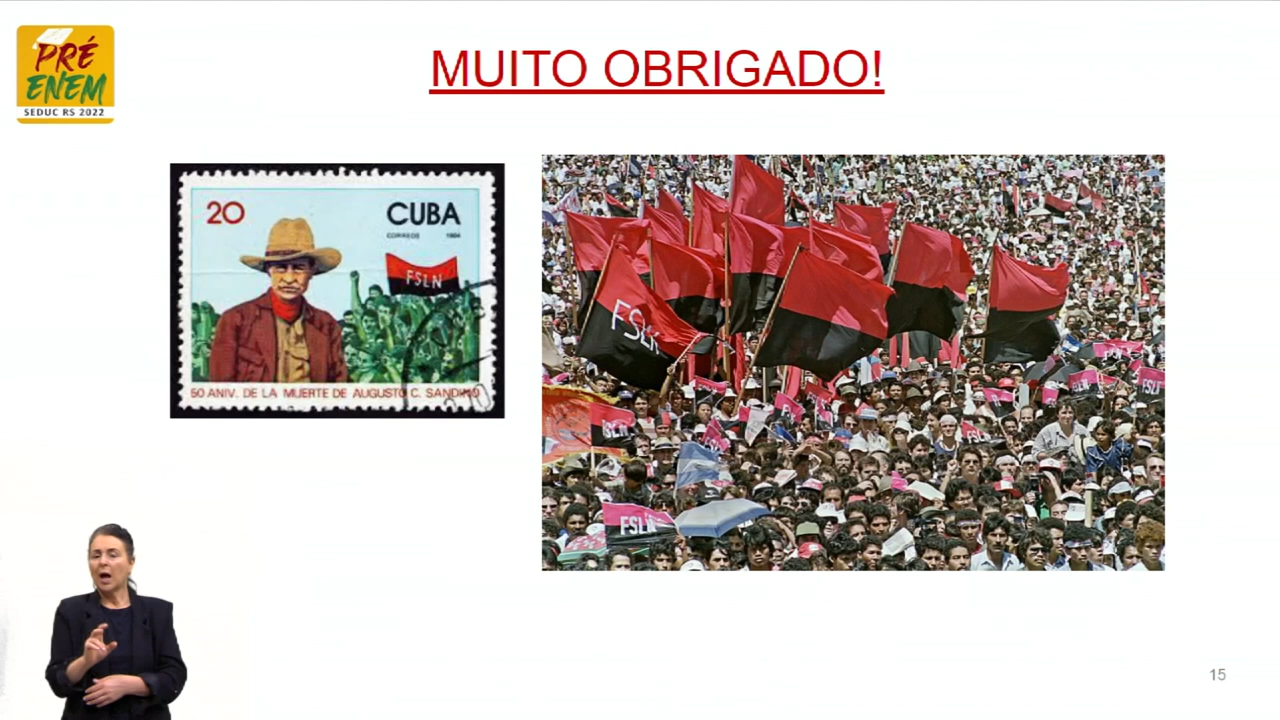 PRÉ
ENEM
SEDUC RS 2022
MUITO OBRIGADO!
20
CUBA
CORREOS 1984
FSLN
50 ANIV. DE LA MUERTE DE AUGUSTO C. SANDINO
FSLN
FSLN
FSLN
15